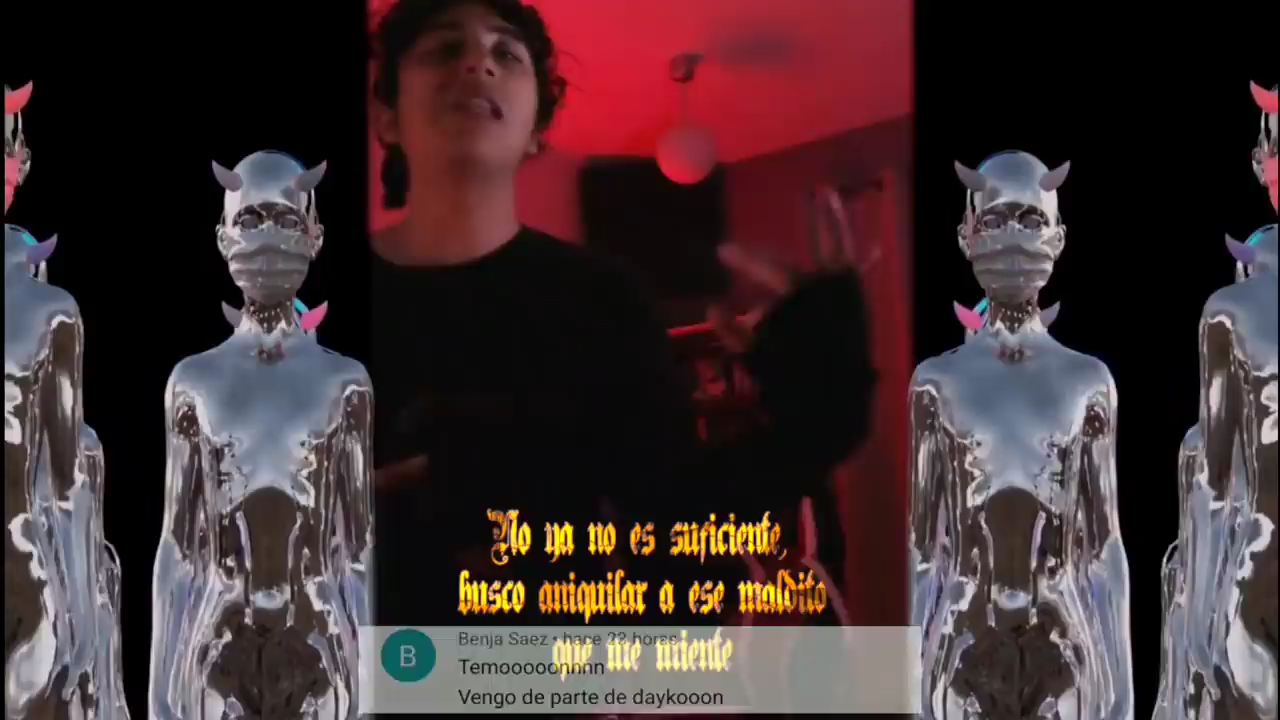 No ya no es suficiente,
busco aniquilar a ese maldito
que me miente
B
Benja Saez • hace 22 horas
Temooooonnnn
Vengo de parte de daykooon